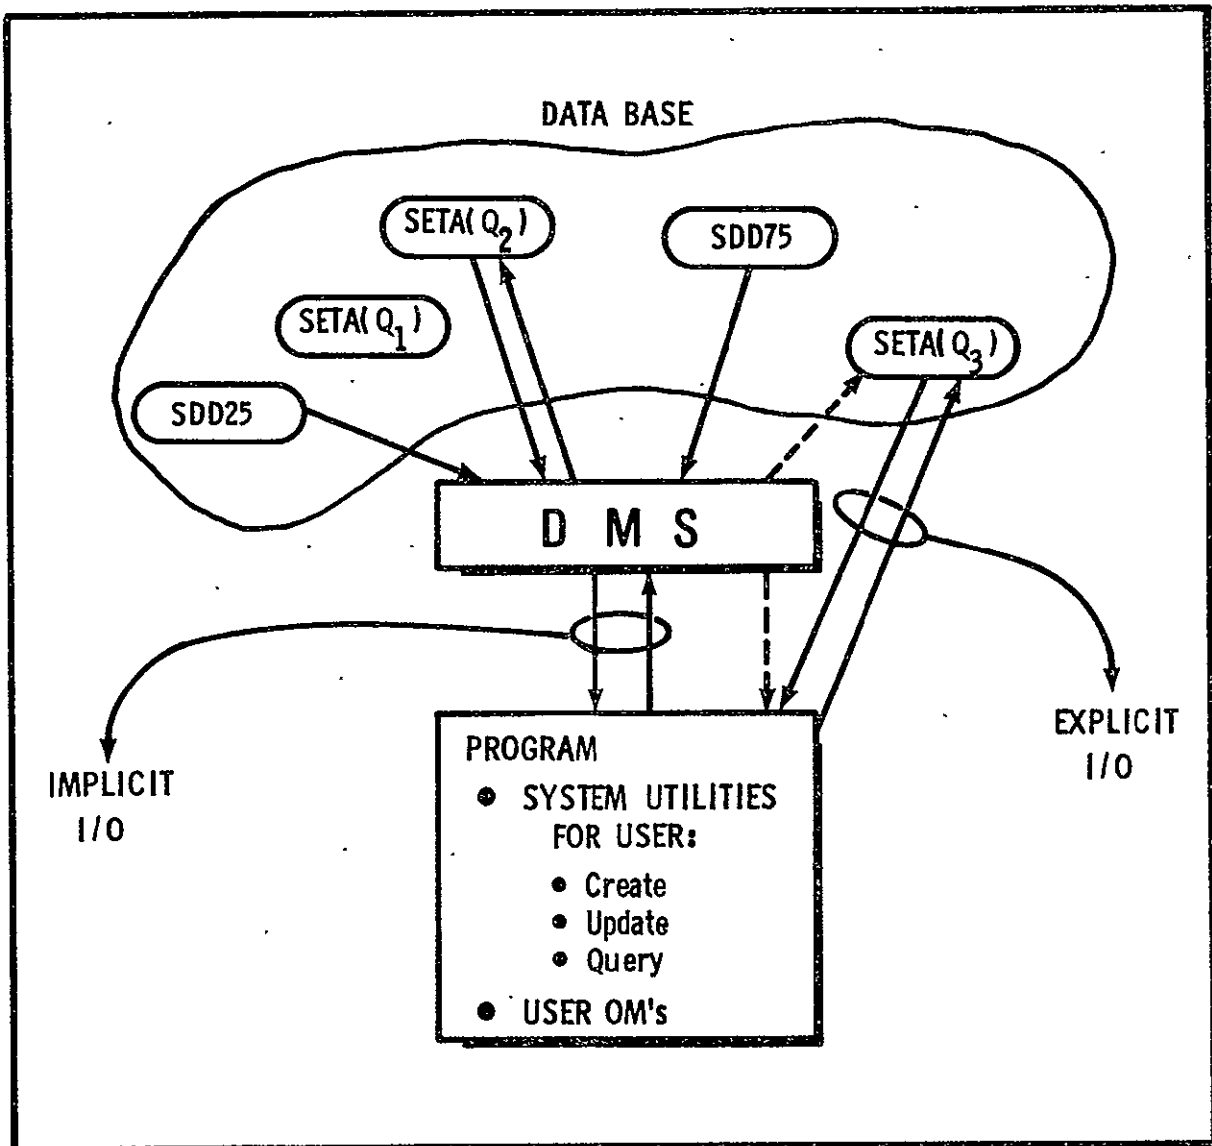 DATA BASE
SETA(Q2)
SDD75
SETA(Q1)
SETA(Q3)
SDD25
D M S
EXPLICIT
I/O
IMPLICIT
I/O
PROGRAM
• SYSTEM UTILITIES
FOR USER:
• Create
• Update
• Query
• USER OM's